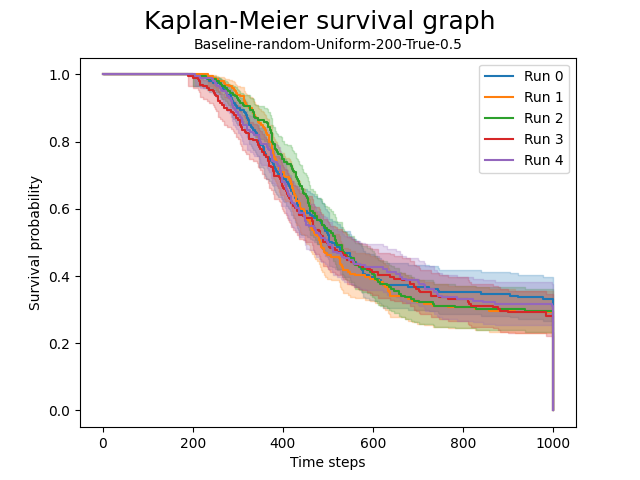 Kaplan-Meier survival graph
Baseline-random-Uniform-200-True-0.5
Survival probability
1.0
0.8
0.6
0.4
0.2
0.0
Run 0
Run 1
Run 2
Run 3
Run 4
0 200 400 600 800 1000
Time steps